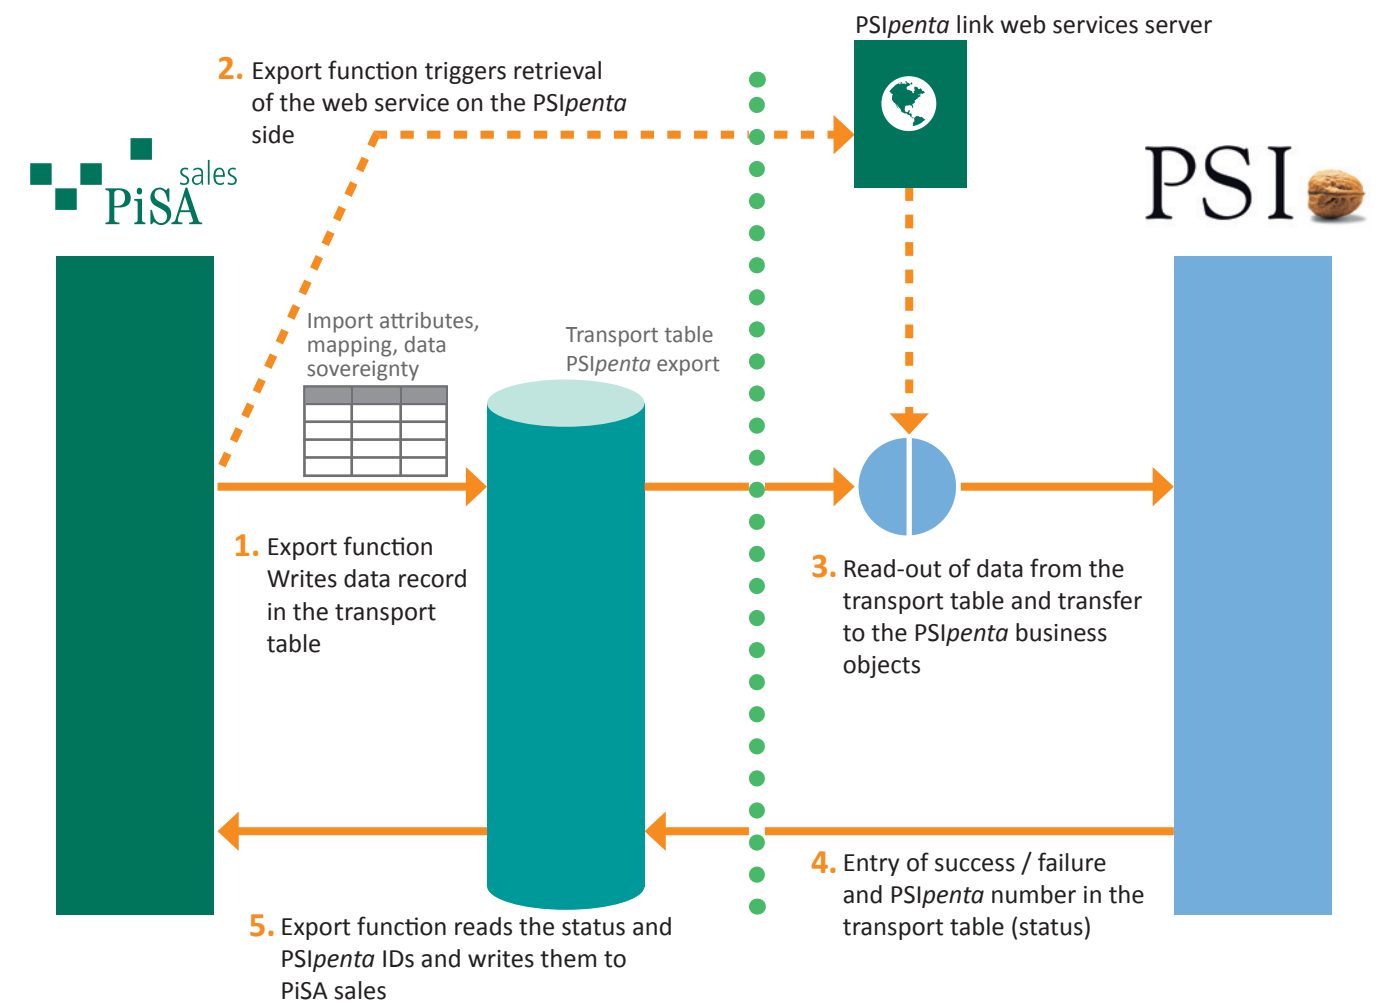 PSIpenta link web services server
2. Export function triggers retrieval
of the web service on the PSIpenta
side
sales
PiSA
PSI
Import attributes,
mapping, data
sovereignty
Transport table
PSIpenta export
1. Export function
Writes data record
in the transport
table
3. Read-out of data from the
transport table and transfer
to the PSIpenta business
objects
4. Entry of success / failure
and PSIpenta number in the
transport table (status)
5. Export function reads the status and
PSIpenta IDs and writes them to
PiSA sales